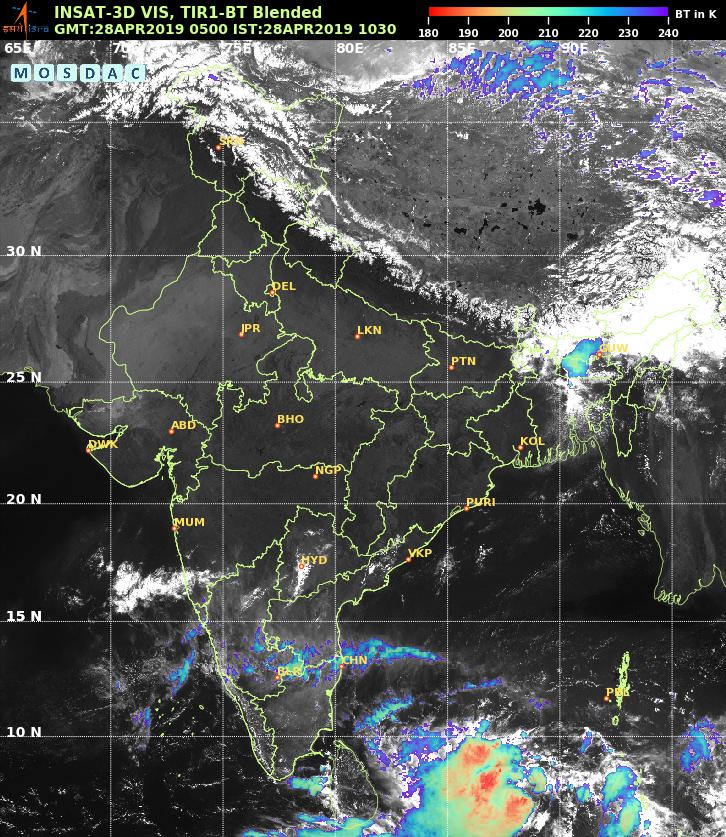 INSAT-3D VIS, TIR1-BT Blended
GMT:28APR2019 0500 IST:28APR2019 1030
BT in K
180 190 200 210 220 230 240
65E 70E 75E 80E 85E 90E
M O S D A C
SRN
30 N
DEL
JPR
LKN
GUW
PTN
25 N
ABD
BHO
DWK
KOL
NGP
20 N
PURI
MUM
VKP
HYD
15 N
CHN
BLR
PBL
10 N